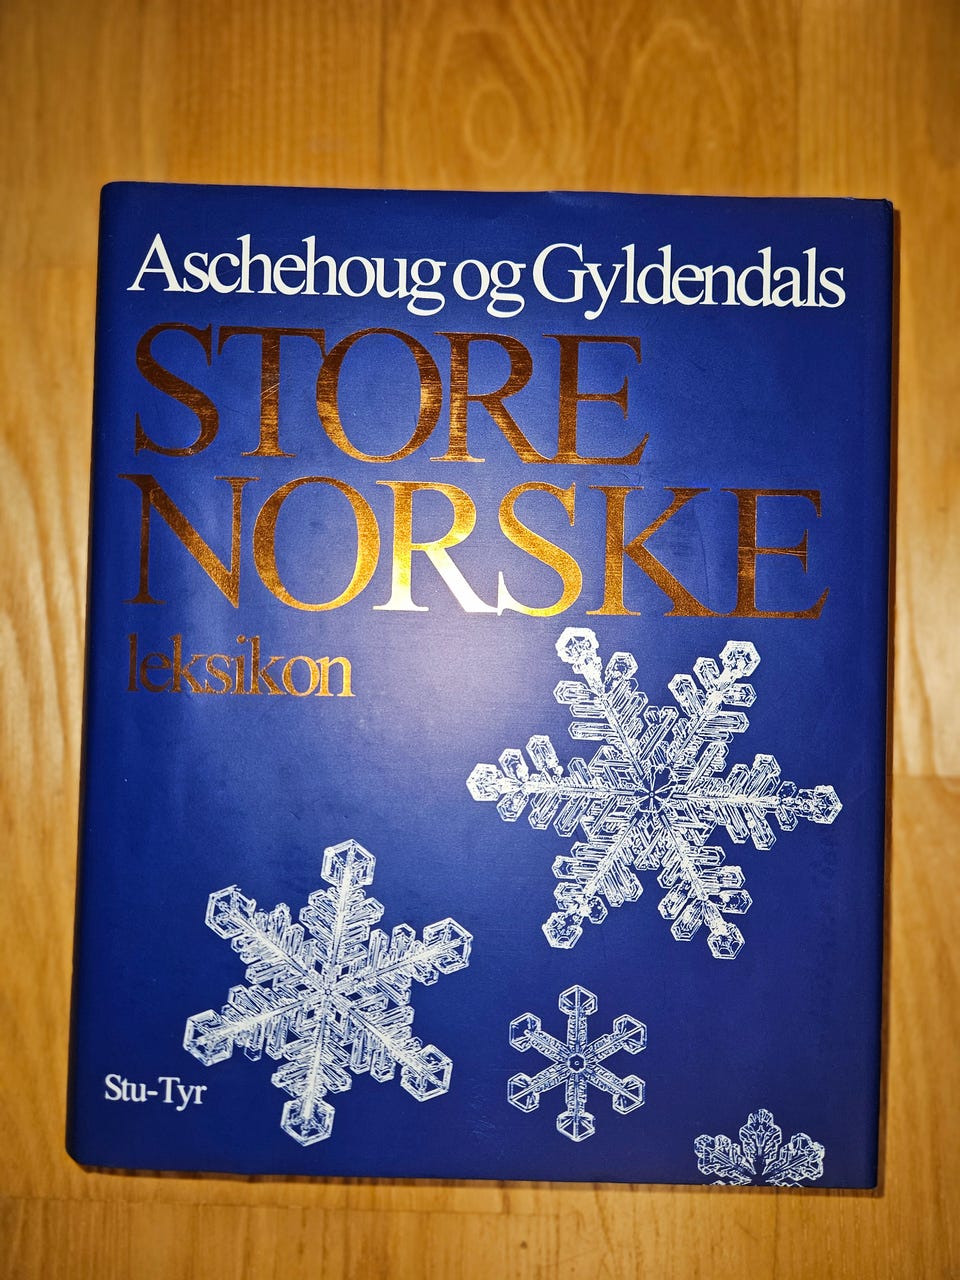 Aschehoug og Gyldendals
STORE
NORSKE
leksikon
Stu-Tyr